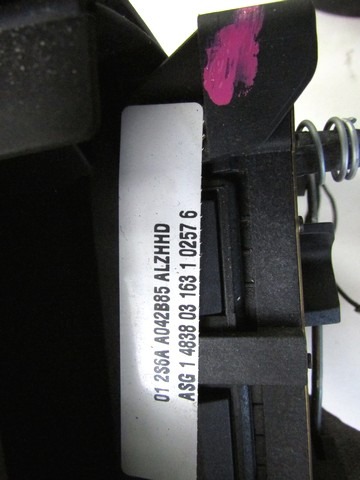 01 2S6A A042B85 ALZHHD
ASG 1 4838 03 163 1 0257 6